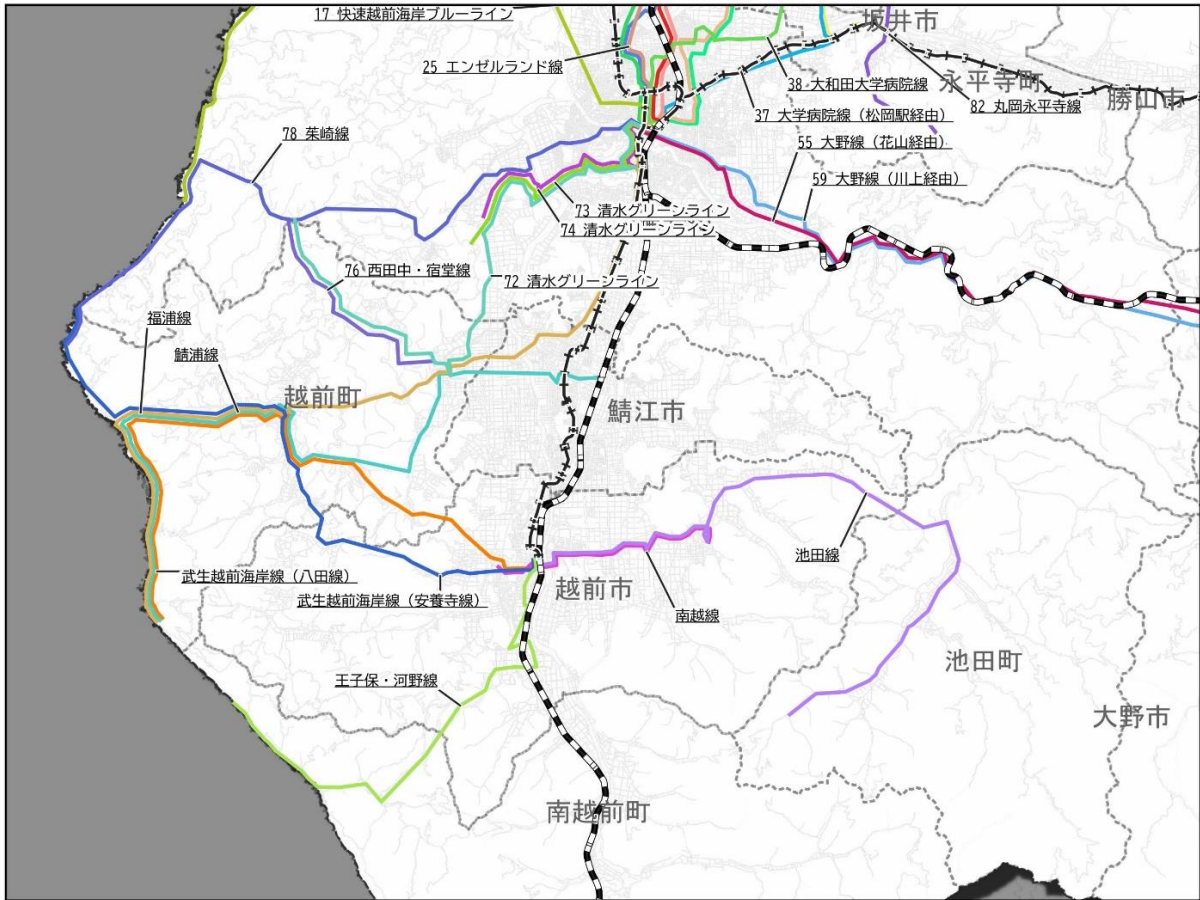 17 快速越前海岸ブルーライン
坂井市
25 エンゼルランド線
38 大和田大学病院線
永平寺町
勝山市
82 丸岡永平寺線
37 大学病院線（松岡駅経由）
78 茱崎線
55 大野線（花山経由）
59 大野線（川上経由）
73 清水グリーンライン
74 清水グリーンライン
76 西田中・宿堂線
72 清水グリーンライン
福浦線
鯖浦線
越前町
鯖江市
池田線
武生越前海岸線（八田線）
越前市
武生越前海岸線（安養寺線）
南越線
池田町
王子保・河野線
大野市
南越前町